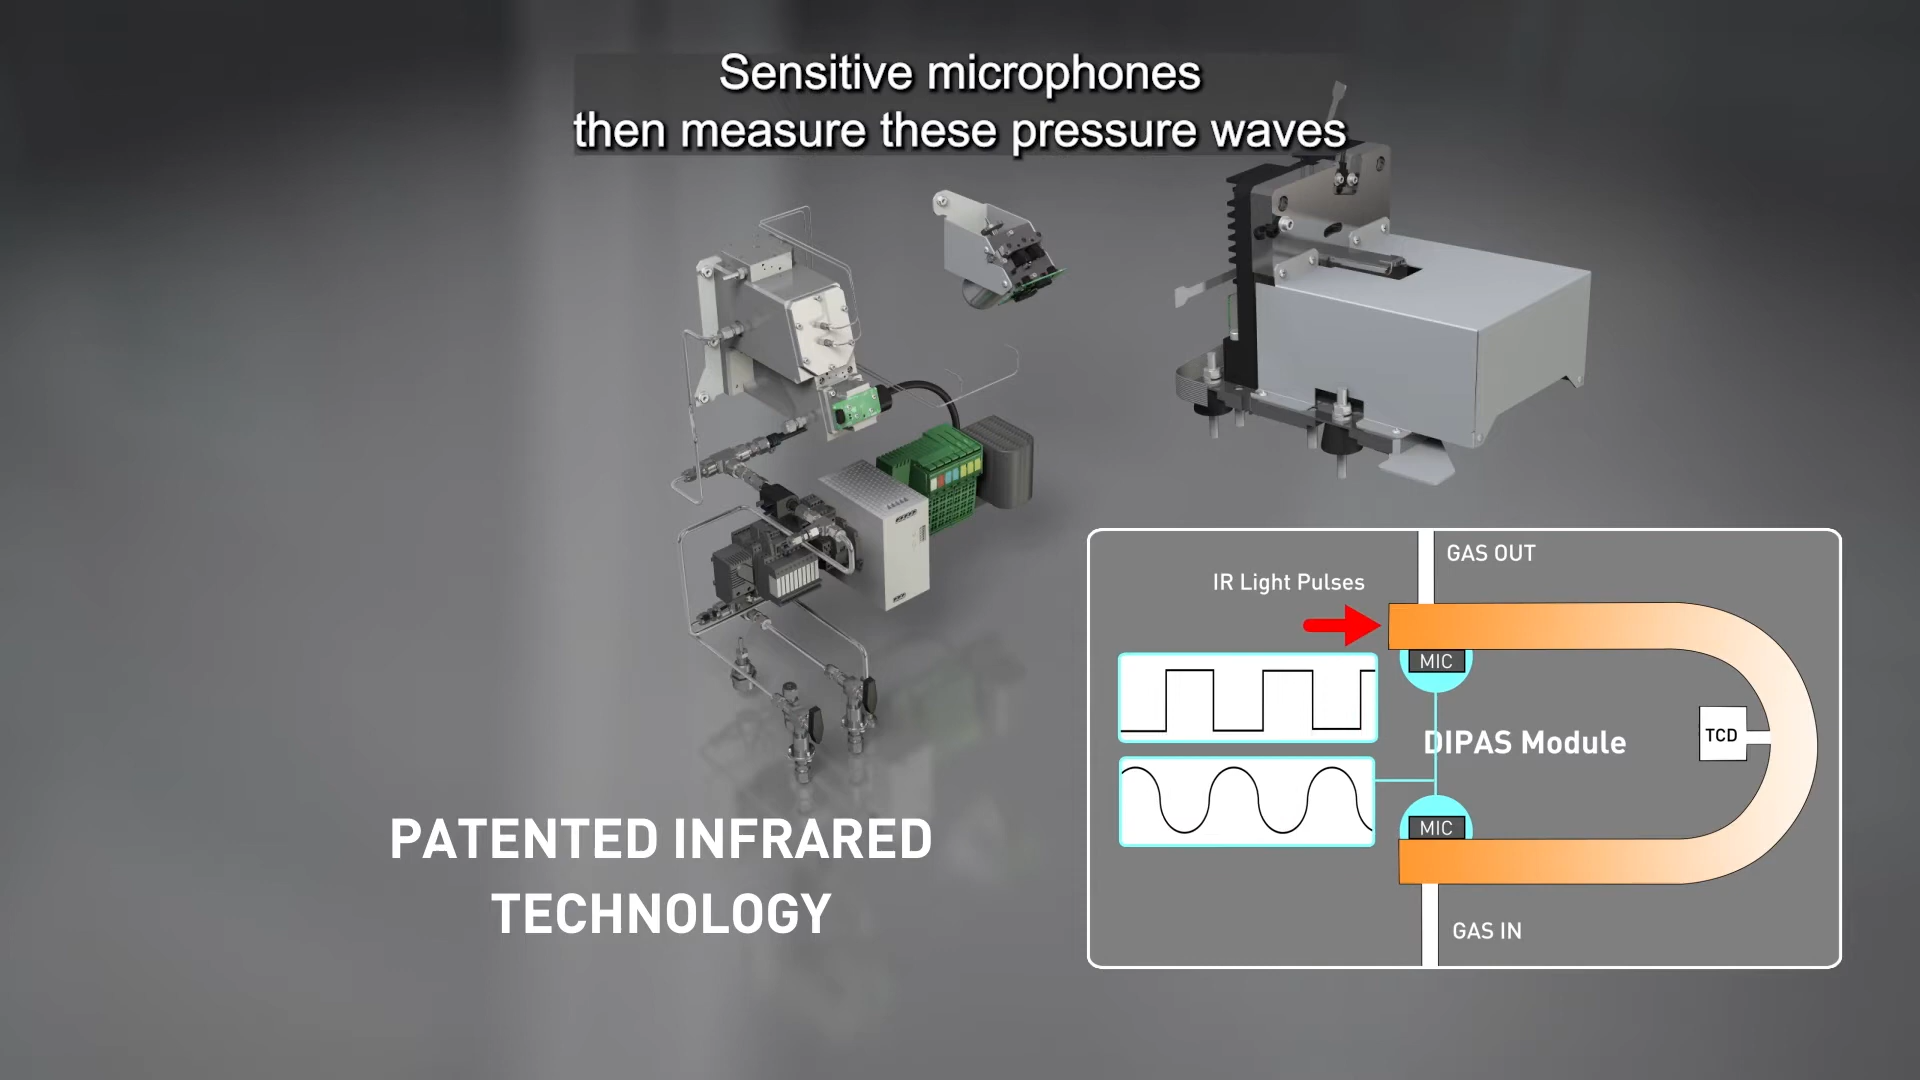 Sensitive microphones
then measure these pressure waves
PATENTED INFRARED
TECHNOLOGY
GAS OUT
IR Light Pulses
MIC
DIPAS Module
TCD
MIC
GAS IN